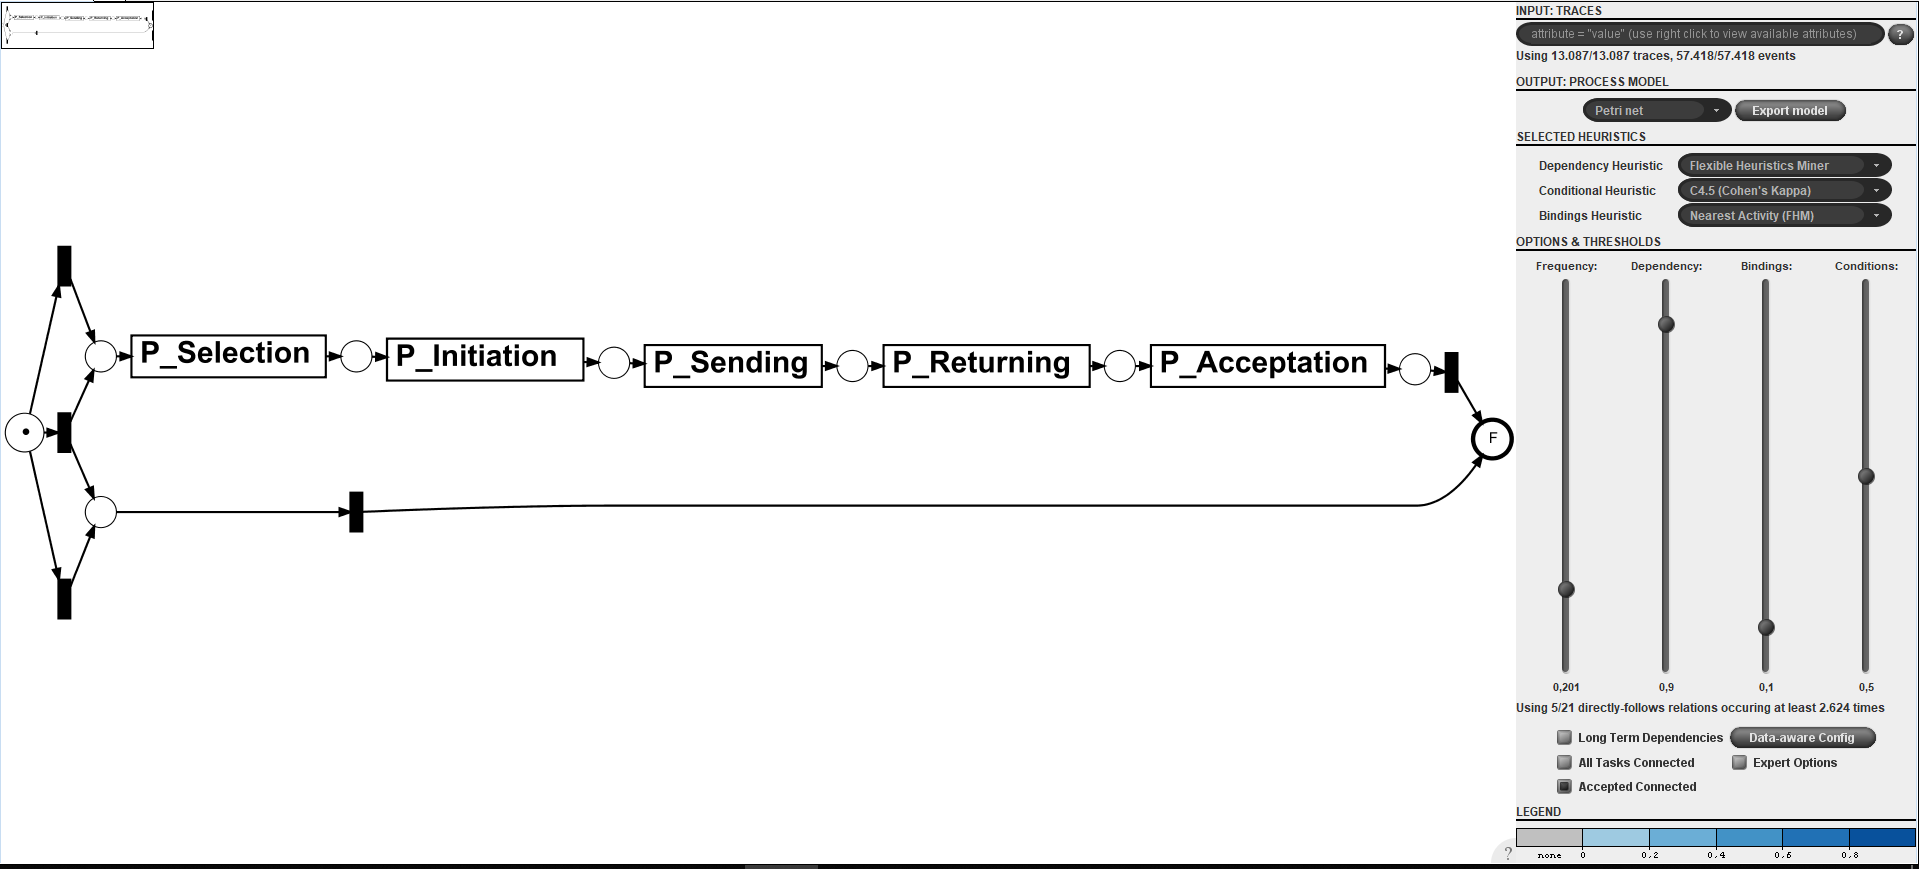 P_Selection
P_Initiation
P_Sending
P_Returning
P_Acceptation
F
?
INPUT: TRACES
attribute = "value" (use right click to view available attributes)
?
Using 13.087/13.087 traces, 57.418/57.418 events
OUTPUT: PROCESS MODEL
Petri net
Export model
SELECTED HEURISTICS
Dependency Heuristic
Flexible Heuristics Miner
Conditional Heuristic
C4.5 (Cohen's Kappa)
Bindings Heuristic
Nearest Activity (FHM)
OPTIONS & THRESHOLDS
Frequency: Dependency: Bindings: Conditions:
0,201 0,9 0,1 0,5
Using 5/21 directly-follows relations occuring at least 2.624 times
Long Term Dependencies
Data-aware Config
All Tasks Connected
Expert Options
Accepted Connected
LEGEND
none 0 0,2 0,4 0,6 0,8